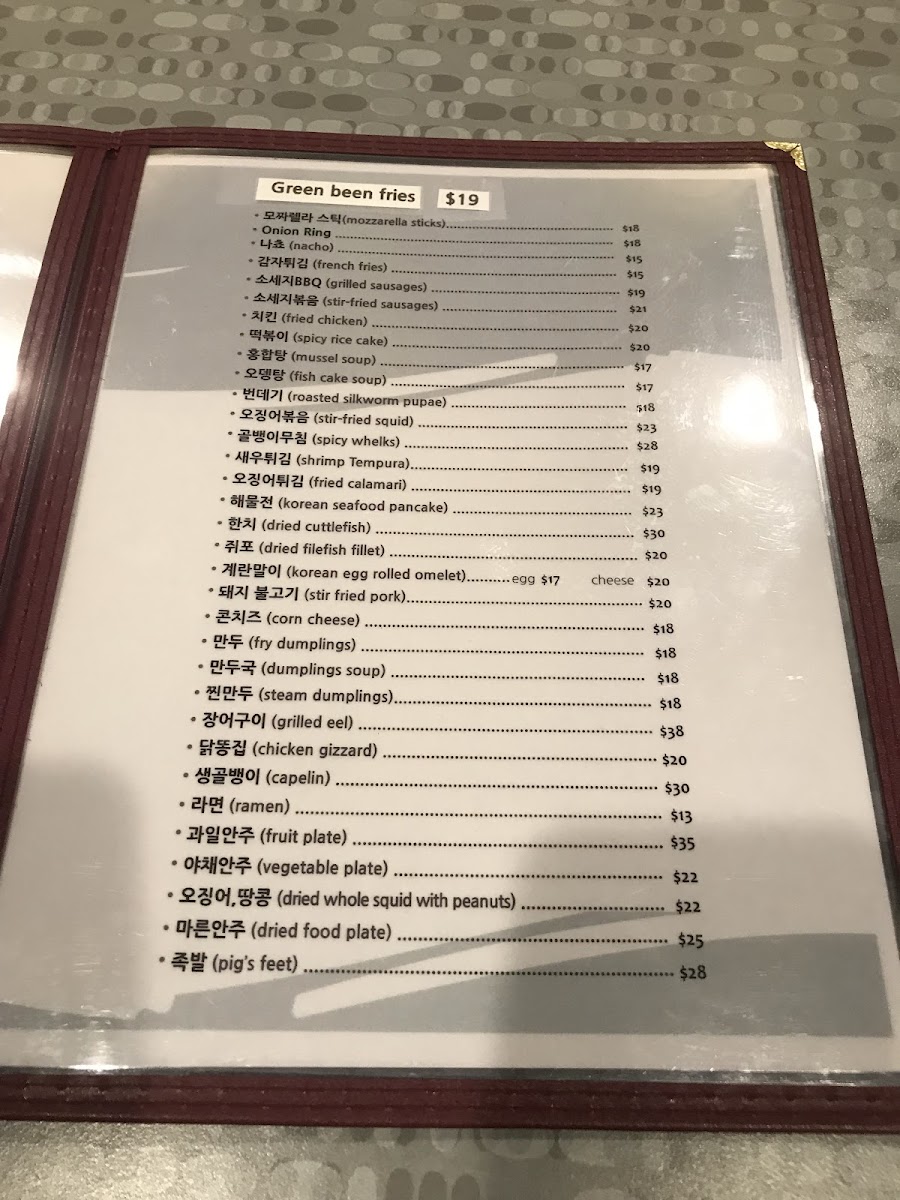 Green been fries $19
• 모짜렐라 스틱(mozzarella sticks)..... $18
• Onion Ring ..... $18
• 나쵸 (nacho) ..... $15
• 감자튀김 (french fries) ..... $15
• 소세지BBQ (grilled sausages) ..... $19
• 소세지볶음 (stir-fried sausages) ..... $21
• 치킨 (fried chicken) ..... $20
• 떡볶이 (spicy rice cake) ..... $20
• 홍합탕 (mussel soup) ..... $17
• 오뎅탕 (fish cake soup) ..... $17
• 번데기 (roasted silkworm pupae) ..... $18
• 오징어볶음 (stir-fried squid) ..... $23
• 골뱅이무침 (spicy whelks) ..... $28
• 새우튀김 (shrimp Tempura)..... $19
• 오징어튀김 (fried calamari) ..... $19
• 해물전 (korean seafood pancake) ..... $23
• 한치 (dried cuttlefish) ..... $30
• 쥐포 (dried filefish fillet) ..... $20
• 계란말이 (korean egg rolled omelet)..... egg $17 cheese $20
• 돼지 불고기 (stir fried pork)..... $20
• 콘치즈 (corn cheese) ..... $18
• 만두 (fry dumplings) ..... $18
• 만두국 (dumplings soup) ..... $18
• 찐만두 (steam dumplings)..... $18
• 장어구이 (grilled eel) ..... $38
• 닭똥집 (chicken gizzard) ..... $20
• 생골뱅이 (capelin) ..... $30
• 라면 (ramen) ..... $13
• 과일안주 (fruit plate) ..... $35
• 야채안주 (vegetable plate) ..... $22
• 오징어,땅콩 (dried whole squid with peanuts) ..... $22
• 마른안주 (dried food plate) ..... $25
• 족발 (pig's feet) ..... $28